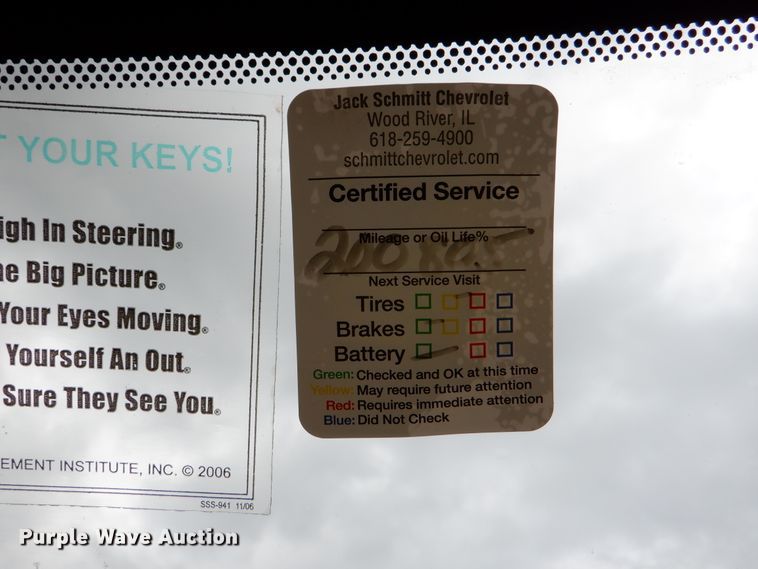 T YOUR KEYS!
igh In Steering®
he Big Picture®
Your Eyes Moving®
Yourself An Out®
Sure They See You®
EMENT INSTITUTE, INC. © 2006
SSS-941 11/06
Jack Schmitt Chevrolet
Wood River, IL
618-259-4900
schmittchevrolet.com
Certified Service
Mileage or Oil Life%
Next Service Visit
Tires
Brakes
Battery
Green: Checked and OK at this time
Yellow: May require future attention
Red: Requires immediate attention
Blue: Did Not Check
Purple Wave Auction